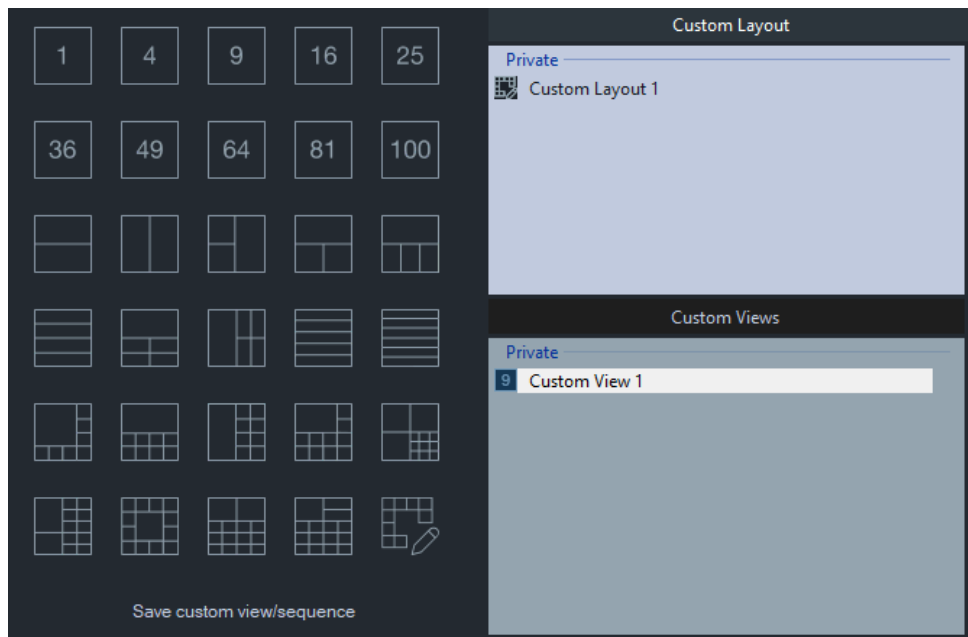 1 4 9 16 25
36 49 64 81 100
Save custom view/sequence
Custom Layout
Private
Custom Layout 1
Custom Views
Private
9 Custom View 1